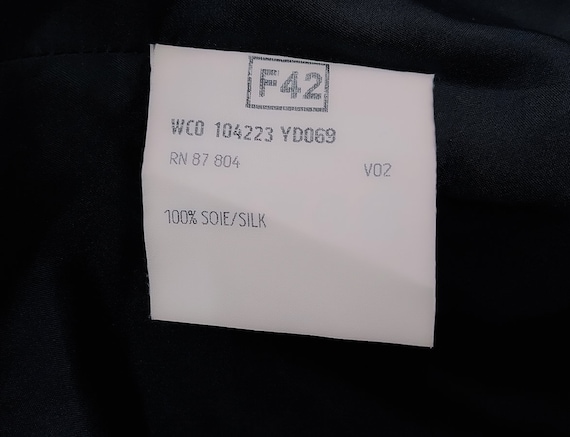 F42
WCO 104223 YD069
RN 87 804
V02
100% SOIE/SILK